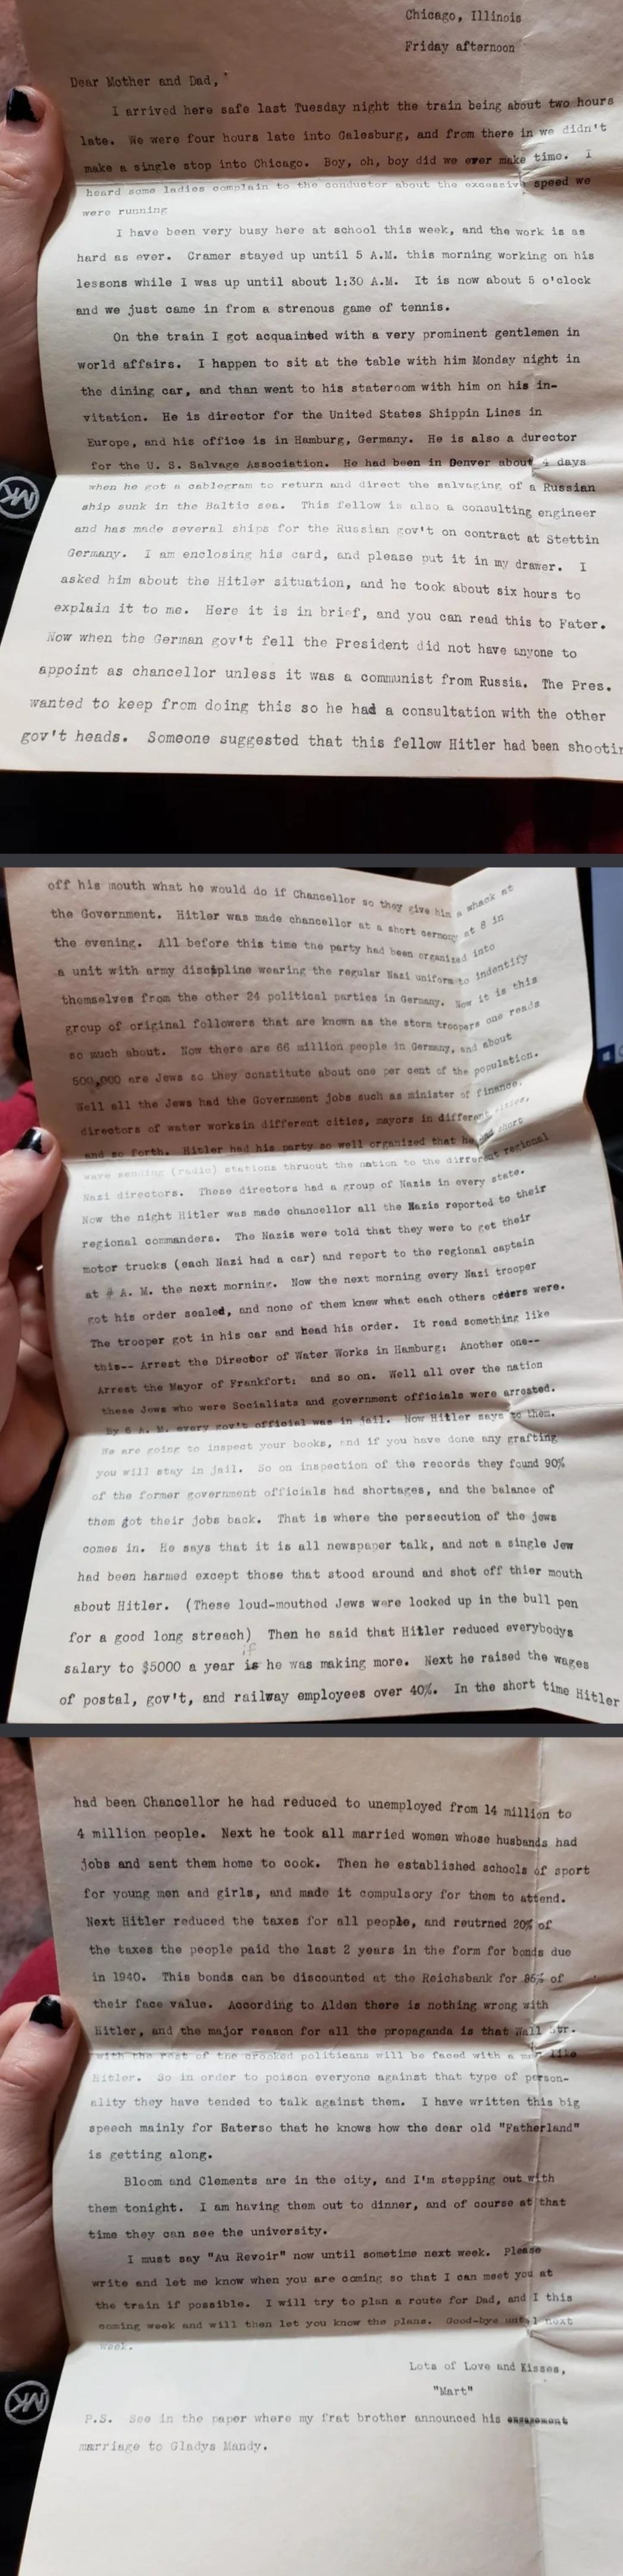 Chicago, Illinois
Friday afternoon
Dear Mother and Dad,
I arrived here safe last Tuesday night the train being about two hours
late. We were four hours late into Galesburg, and from there in we didn't
make a single stop into Chicago. Boy, oh, boy did we ever make time. I
heard some ladies complain to the conductor about the excessive speed we
were running
I have been very busy here at school this week, and the work is as
hard as ever. Cramer stayed up until 5 A.M. this morning working on his
lessons while I was up until about 1:30 A.M. It is now about 5 o'clock
and we just came in from a strenous game of tennis.
On the train I got acquainted with a very prominent gentlemen in
world affairs. I happen to sit at the table with him Monday night in
the dining car, and than went to his stateroom with him on his in-
vitation. He is director for the United States Shippin Lines in
Europe, and his office is in Hamburg, Germany. He is also a durector
for the U. S. Salvage Association. He had been in Denver about 4 days
when he got a cablegram to return and direct the salvaging of a Russian
ship sunk in the Baltic sea. This fellow is also a consulting engineer
and has made several ships for the Russian gov't on contract at Stettin
Germany. I am enclosing his card, and please put it in my drawer. I
asked him about the Hitler situation, and he took about six hours to
explain it to me. Here it is in brief, and you can read this to Fater.
Now when the German gov't fell the President did not have anyone to
appoint as chancellor unless it was a communist from Russia. The Pres.
wanted to keep from doing this so he had a consultation with the other
gov't heads. Someone suggested that this fellow Hitler had been shootin
MK
off his mouth what he would do if Chancellor so they give him a whack at
the Government. Hitler was made chancellor at a short cermony at 8 in
the evening. All before this time the party had been organized into
a unit with army discipline wearing the regular Nazi uniform to indentify
themselves from the other 24 political parties in Germany. Now it is this
group of original followers that are known as the storm troopers one reads
so much about. Now there are 66 million people in Germany, and about
500,000 are Jews so they constitute about one per cent of the population.
Well all the Jews had the Government jobs such as minister of finance,
directors of water worksin different cities, mayors in different cities,
and so forth. Hitler had his party so well organized that he had short
wave sending (radio) stations thruout the nation to the different regional
Nazi directors. These directors had a group of Nazis in every state.
Now the night Hitler was made chancellor all the Nazis reported to their
regional commanders. The Nazis were told that they were to get their
motor trucks (each Nazi had a car) and report to the regional captain
at A. M. the next morning. Now the next morning every Nazi trooper
got his order sealed, and none of them knew what each others orders were.
The trooper got in his car and head his order. It read something like
this-- Arrest the Director of Water Works in Hamburg: Another one--
Arrest the Mayor of Frankfort: and so on. Well all over the nation
these Jews who were Socialists and government officials were arrested.
By 6 A. M. every gov't official was in jail. Now Hitler says to them.
We are going to inspect your books, and if you have done any grafting
you will stay in jail. So on inspection of the records they found 90%
of the former government officials had shortages, and the balance of
them got their jobs back. That is where the persecution of the jews
comes in. He says that it is all newspaper talk, and not a single Jew
had been harmed except those that stood around and shot off thier mouth
about Hitler. (These loud-mouthed Jews were locked up in the bull pen
for a good long streach) Then he said that Hitler reduced everybodys
if
salary to $5000 a year is he was making more. Next he raised the wages
of postal, gov't, and railway employees over 40%. In the short time Hitler
had been Chancellor he had reduced to unemployed from 14 million to
4 million people. Next he took all married women whose husbands had
jobs and sent them home to cook. Then he established schools of sport
for young men and girls, and made it compulsory for them to attend.
Next Hitler reduced the taxes for all people, and reutrned 20% of
the taxes the people paid the last 2 years in the form for bonds due
in 1940. This bonds can be discounted at the Reichsbank for 85% of
their face value. According to Alden there is nothing wrong with
Hitler, and the major reason for all the propaganda is that Wall str.
with the rest of the crooked politicans will be faced with a man like
Hitler. So in order to poison everyone against that type of person-
ality they have tended to talk against them. I have written this big
speech mainly for Eaterso that he knows how the dear old "Fatherland"
is getting along.
Bloom and Clements are in the city, and I'm stepping out with
them tonight. I am having them out to dinner, and of course at that
time they can see the university.
I must say "Au Revoir" now until sometime next week. Please
write and let me know when you are coming so that I can meet you at
the train if possible. I will try to plan a route for Dad, and I this
coming week and will then let you know the plans. Good-bye until next
week.
Lots of Love and Kisses,
"Mart"
MK
P.S. See in the paper where my frat brother announced his engagement
marriage to Gladys Mandy.